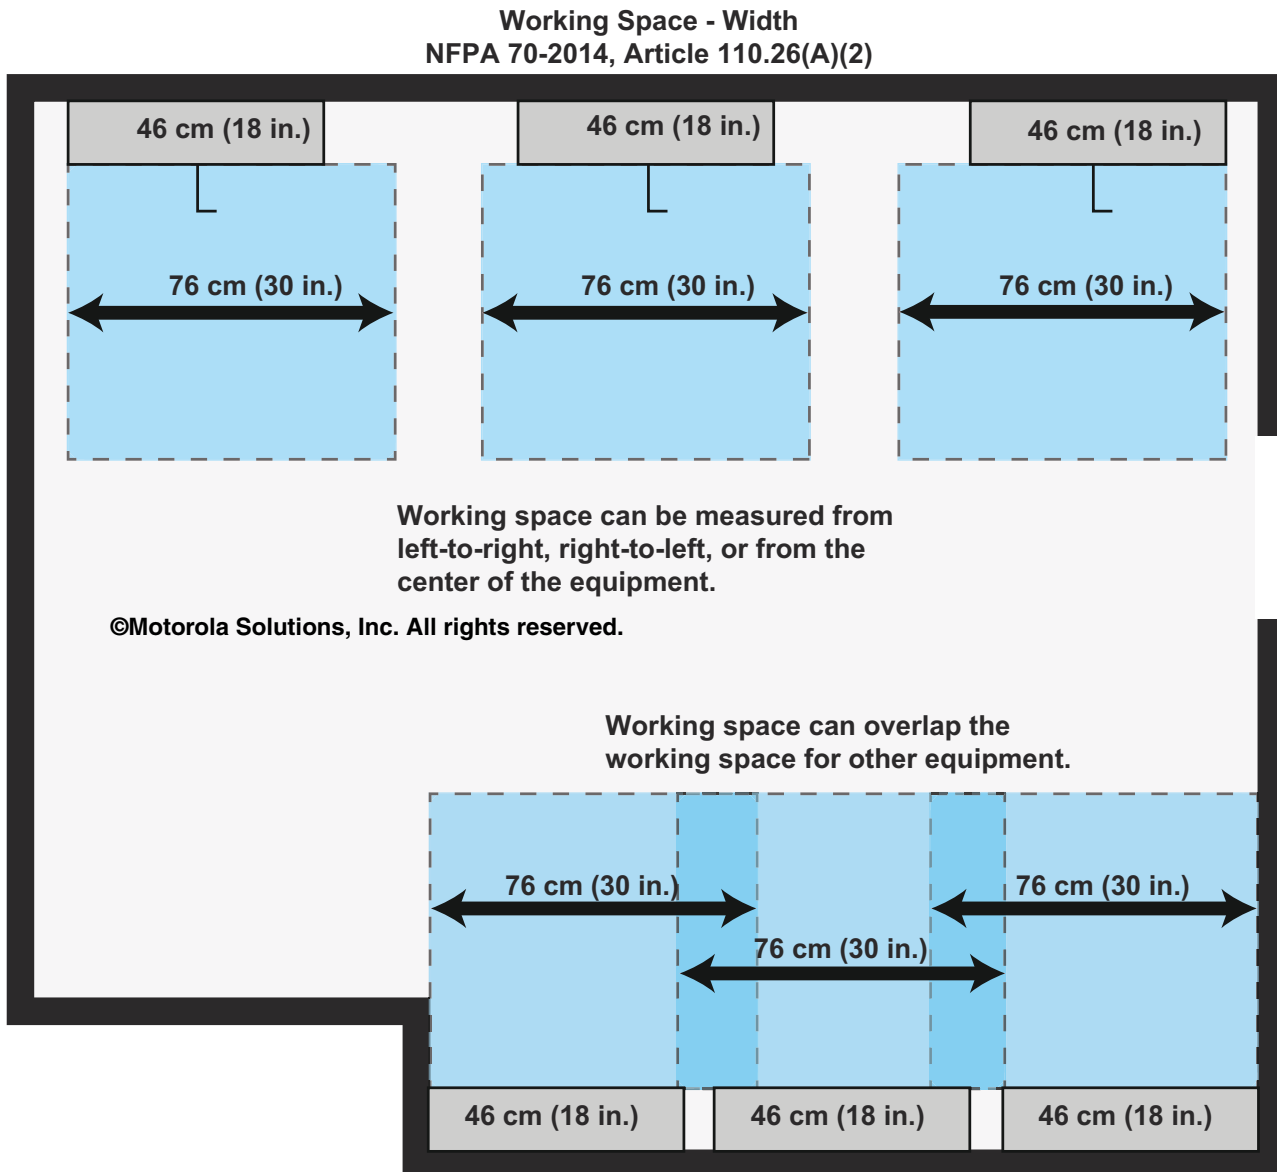 Working Space - Width
NFPA 70-2014, Article 110.26(A)(2)
46 cm (18 in.)
46 cm (18 in.)
46 cm (18 in.)
76 cm (30 in.)
76 cm (30 in.)
76 cm (30 in.)
Working space can be measured from
left-to-right, right-to-left, or from the
center of the equipment.
©Motorola Solutions, Inc. All rights reserved.
Working space can overlap the
working space for other equipment.
76 cm (30 in.)
76 cm (30 in.)
76 cm (30 in.)
46 cm (18 in.)
46 cm (18 in.)
46 cm (18 in.)